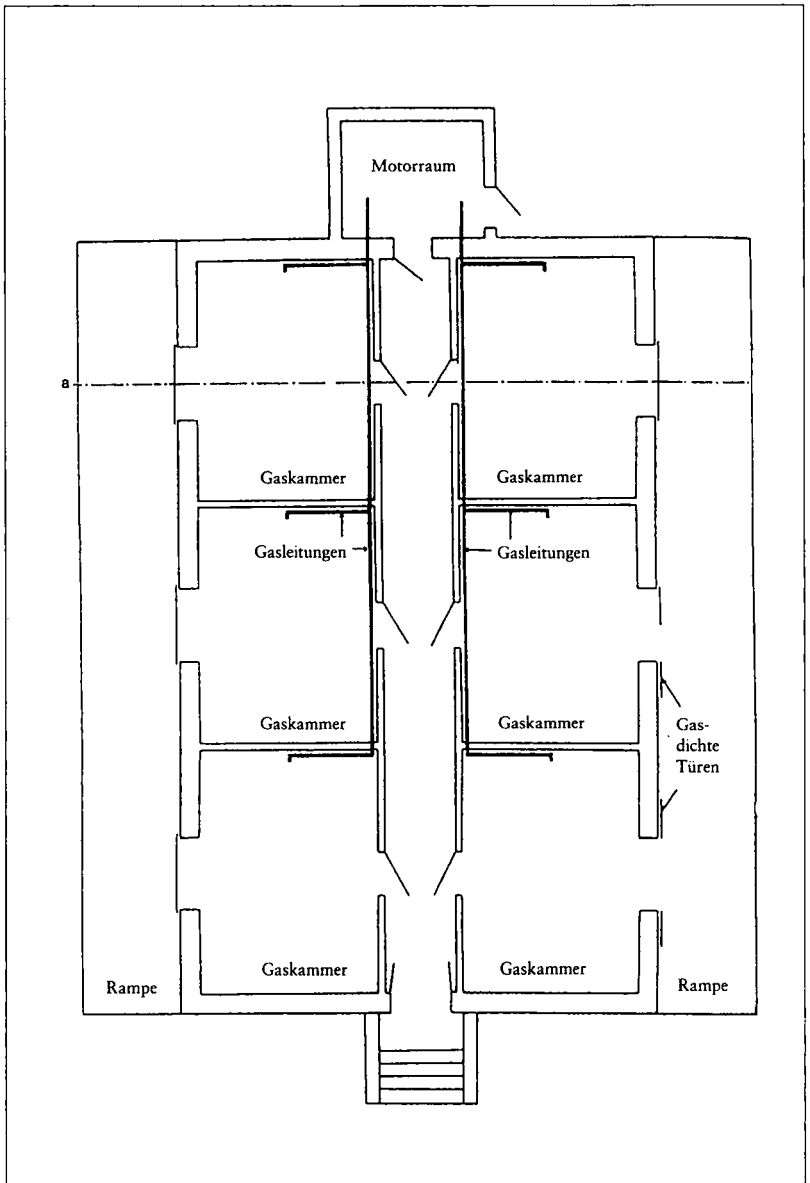 Motorraum
a
Gaskammer
Gaskammer
Gasleitungen
Gasleitungen
Gaskammer
Gaskammer
Gas-
dichte
Türen
Gaskammer
Gaskammer
Rampe
Rampe